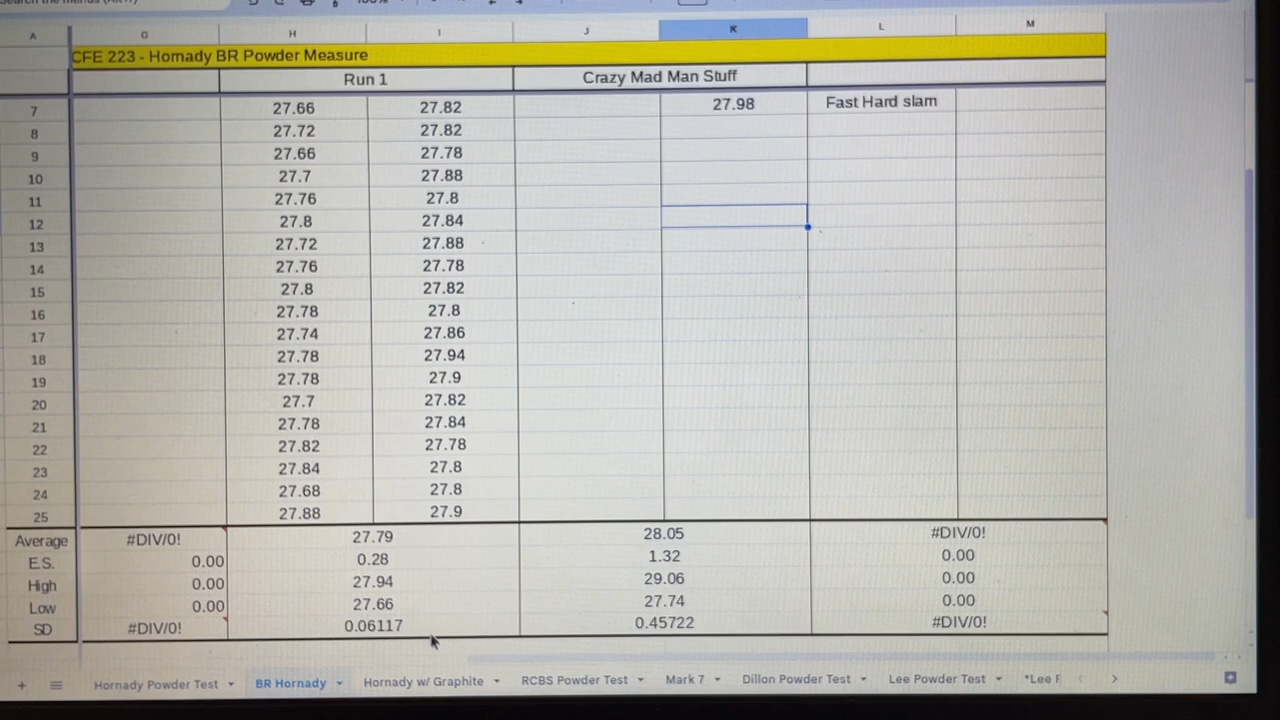 A G H I J K L M
CFE 223 - Hornady BR Powder Measure
Run 1 Crazy Mad Man Stuff
7 27.66 27.82 27.98 Fast Hard slam
8 27.72 27.82
9 27.66 27.78
10 27.7 27.88
11 27.76 27.8
12 27.8 27.84
13 27.72 27.88
14 27.76 27.78
15 27.8 27.82
16 27.78 27.8
17 27.74 27.86
18 27.78 27.94
19 27.78 27.9
20 27.7 27.82
21 27.78 27.84
22 27.82 27.78
23 27.84 27.8
24 27.68 27.8
25 27.88 27.9
Average #DIV/0! 27.79 28.05 #DIV/0!
E.S. 0.00 0.28 1.32 0.00
High 0.00 27.94 29.06 0.00
Low 0.00 27.66 27.74 0.00
SD #DIV/0! 0.06117 0.45722 #DIV/0!
Hornady Powder Test BR Hornady Hornady w/ Graphite RCBS Powder Test Mark 7 Dillon Powder Test Lee Powder Test *Lee